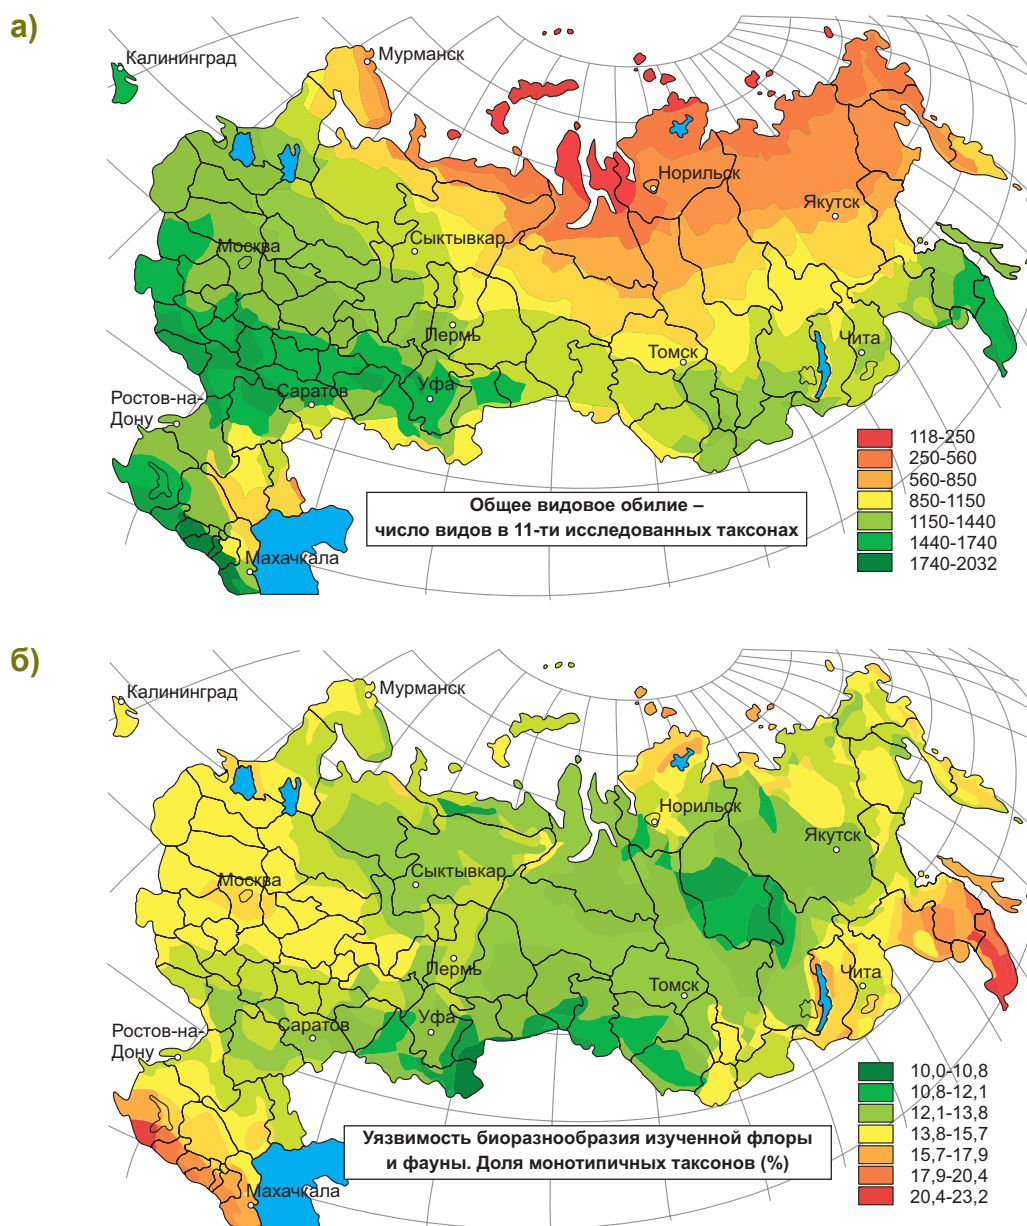 а)
Калининград
Мурманск
Норильск
Якутск
Сыктывкар
Москва
Пермь
Томск
Чита
Уфа
Саратов
Ростов-на-
Дону
Махачкала
Общее видовое обилие –
число видов в 11-ти исследованных таксонах
118-250
250-560
560-850
850-1150
1150-1440
1440-1740
1740-2032
б)
Калининград
Мурманск
Норильск
Якутск
Сыктывкар
Москва
Пермь
Томск
Чита
Уфа
Саратов
Ростов-на-
Дону
Махачкала
Уязвимость биоразнообразия изученной флоры
и фауны. Доля монотипичных таксонов (%)
10,0-10,8
10,8-12,1
12,1-13,8
13,8-15,7
15,7-17,9
17,9-20,4
20,4-23,2